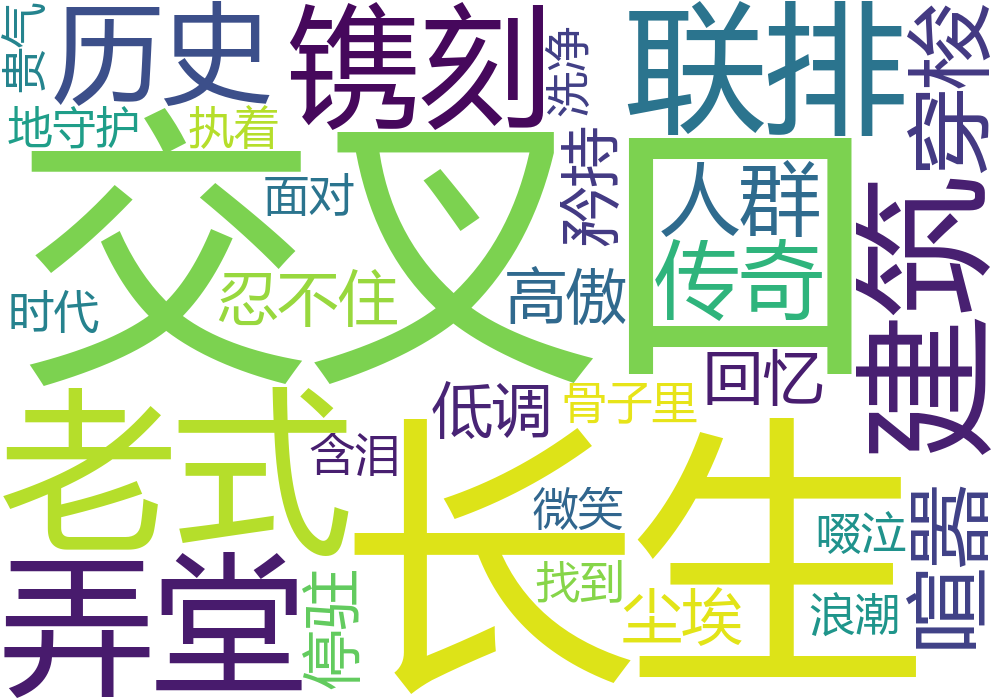 贵气
历史
镌刻
洗净
联排
穿梭
地守护
执着
交叉口
面对
矜持
人群
传奇
建筑
时代
忍不住
高傲
回忆
老式
低调
骨子里
含泪
长生
微笑
啜泣
喧嚣
弄堂
停驻
找到
尘埃
浪潮